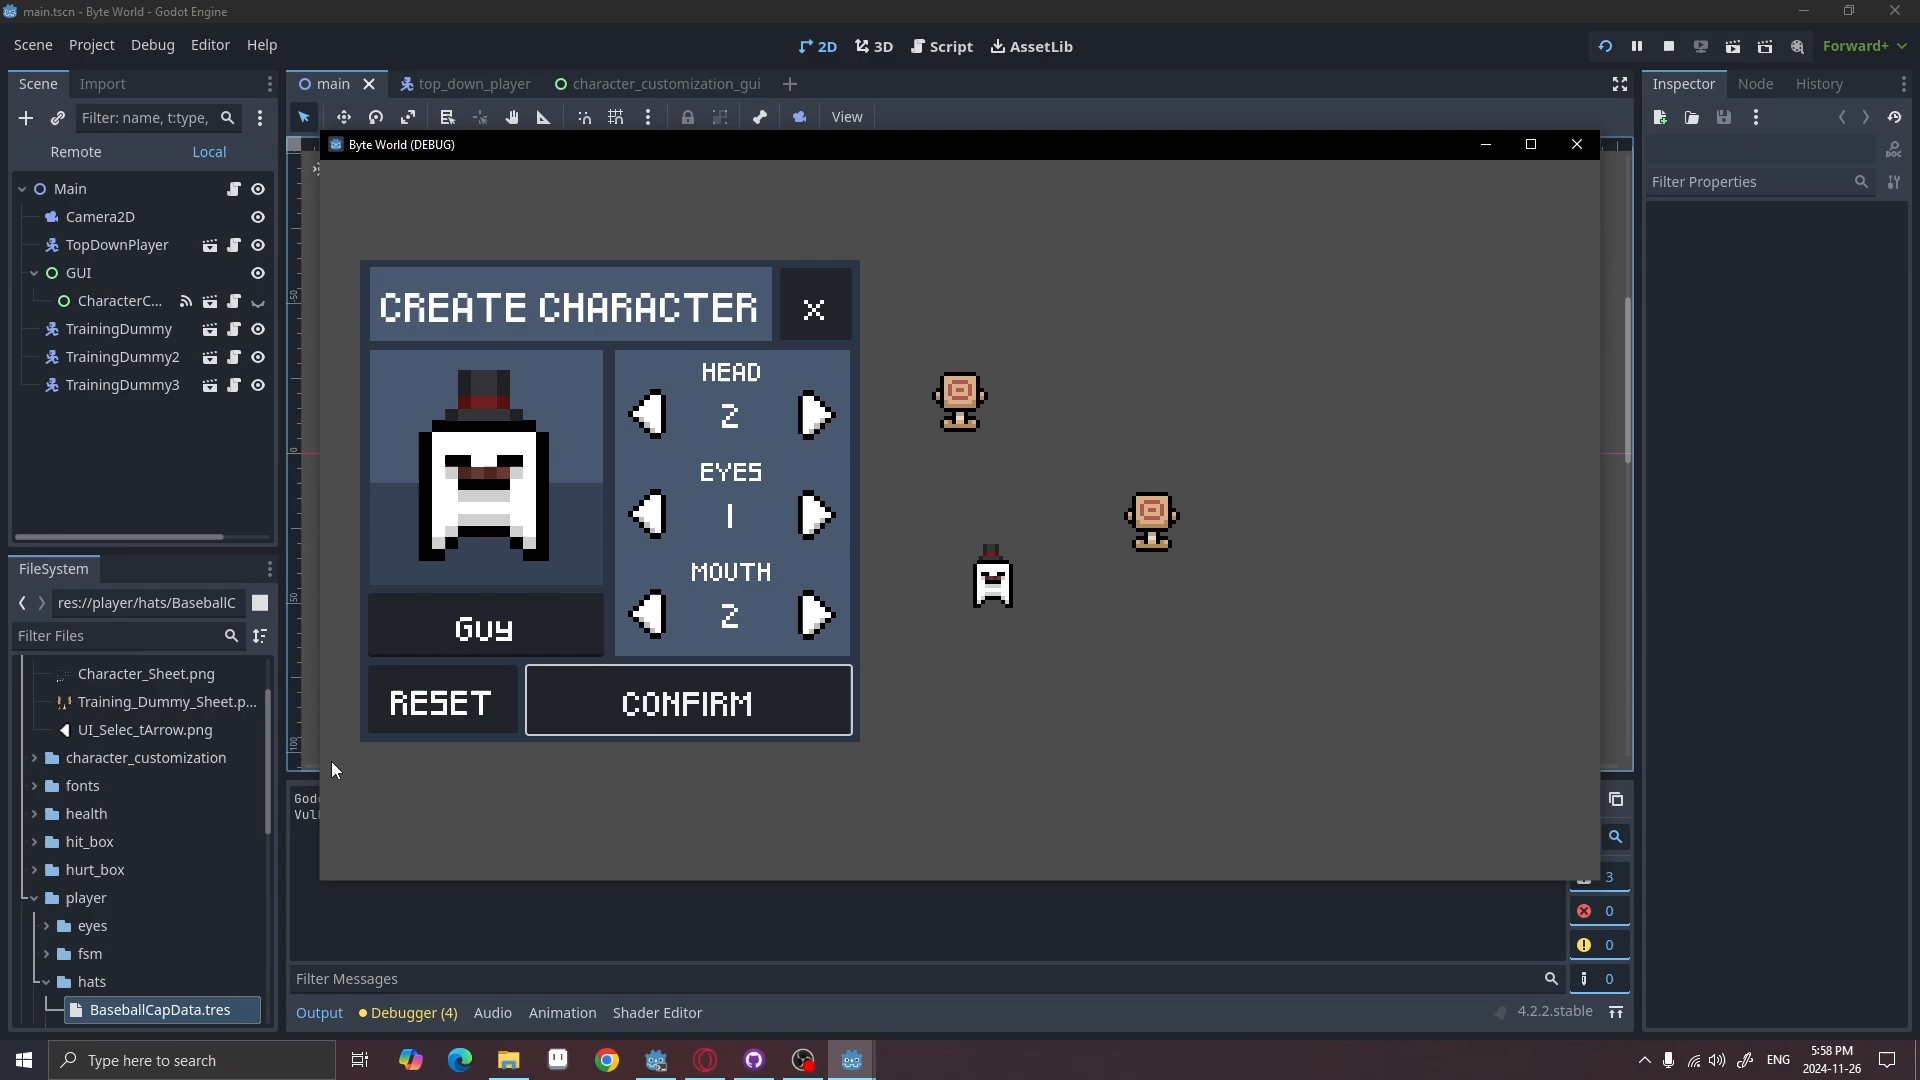 main.tscn - Byte World - Godot Engine
Scene Project Debug Editor Help
2D 3D Script AssetLib
Forward+
Scene Import
main top_down_player character_customization_gui
Inspector Node History
Filter: name, t:type,
View
Remote Local
Byte World (DEBUG)
Filter Properties
Main
Camera2D
TopDownPlayer
GUI
CharacterC...
TrainingDummy
TrainingDummy2
TrainingDummy3
CREATE CHARACTER X
HEAD
2
EYES
1
MOUTH
2
Guy
RESET CONFIRM
FileSystem
res://player/hats/BaseballC
Filter Files
Character_Sheet.png
Training_Dummy_Sheet.p...
UI_Selec_tArrow.png
character_customization
fonts
health
hit_box
hurt_box
player
eyes
fsm
hats
BaseballCapData.tres
3
0
0
0
Filter Messages
Output Debugger (4) Audio Animation Shader Editor
4.2.2.stable
Type here to search
ENG
5:58 PM
2024-11-26